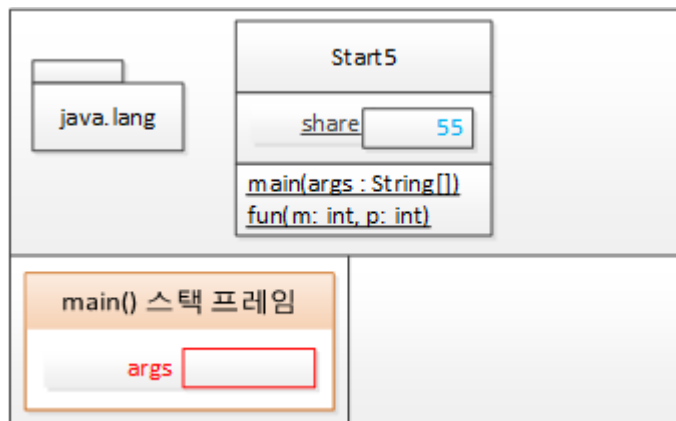 java.lang
Start5
share 55
main(args : String[])
fun(m: int, p: int)
main() 스택 프레임
args